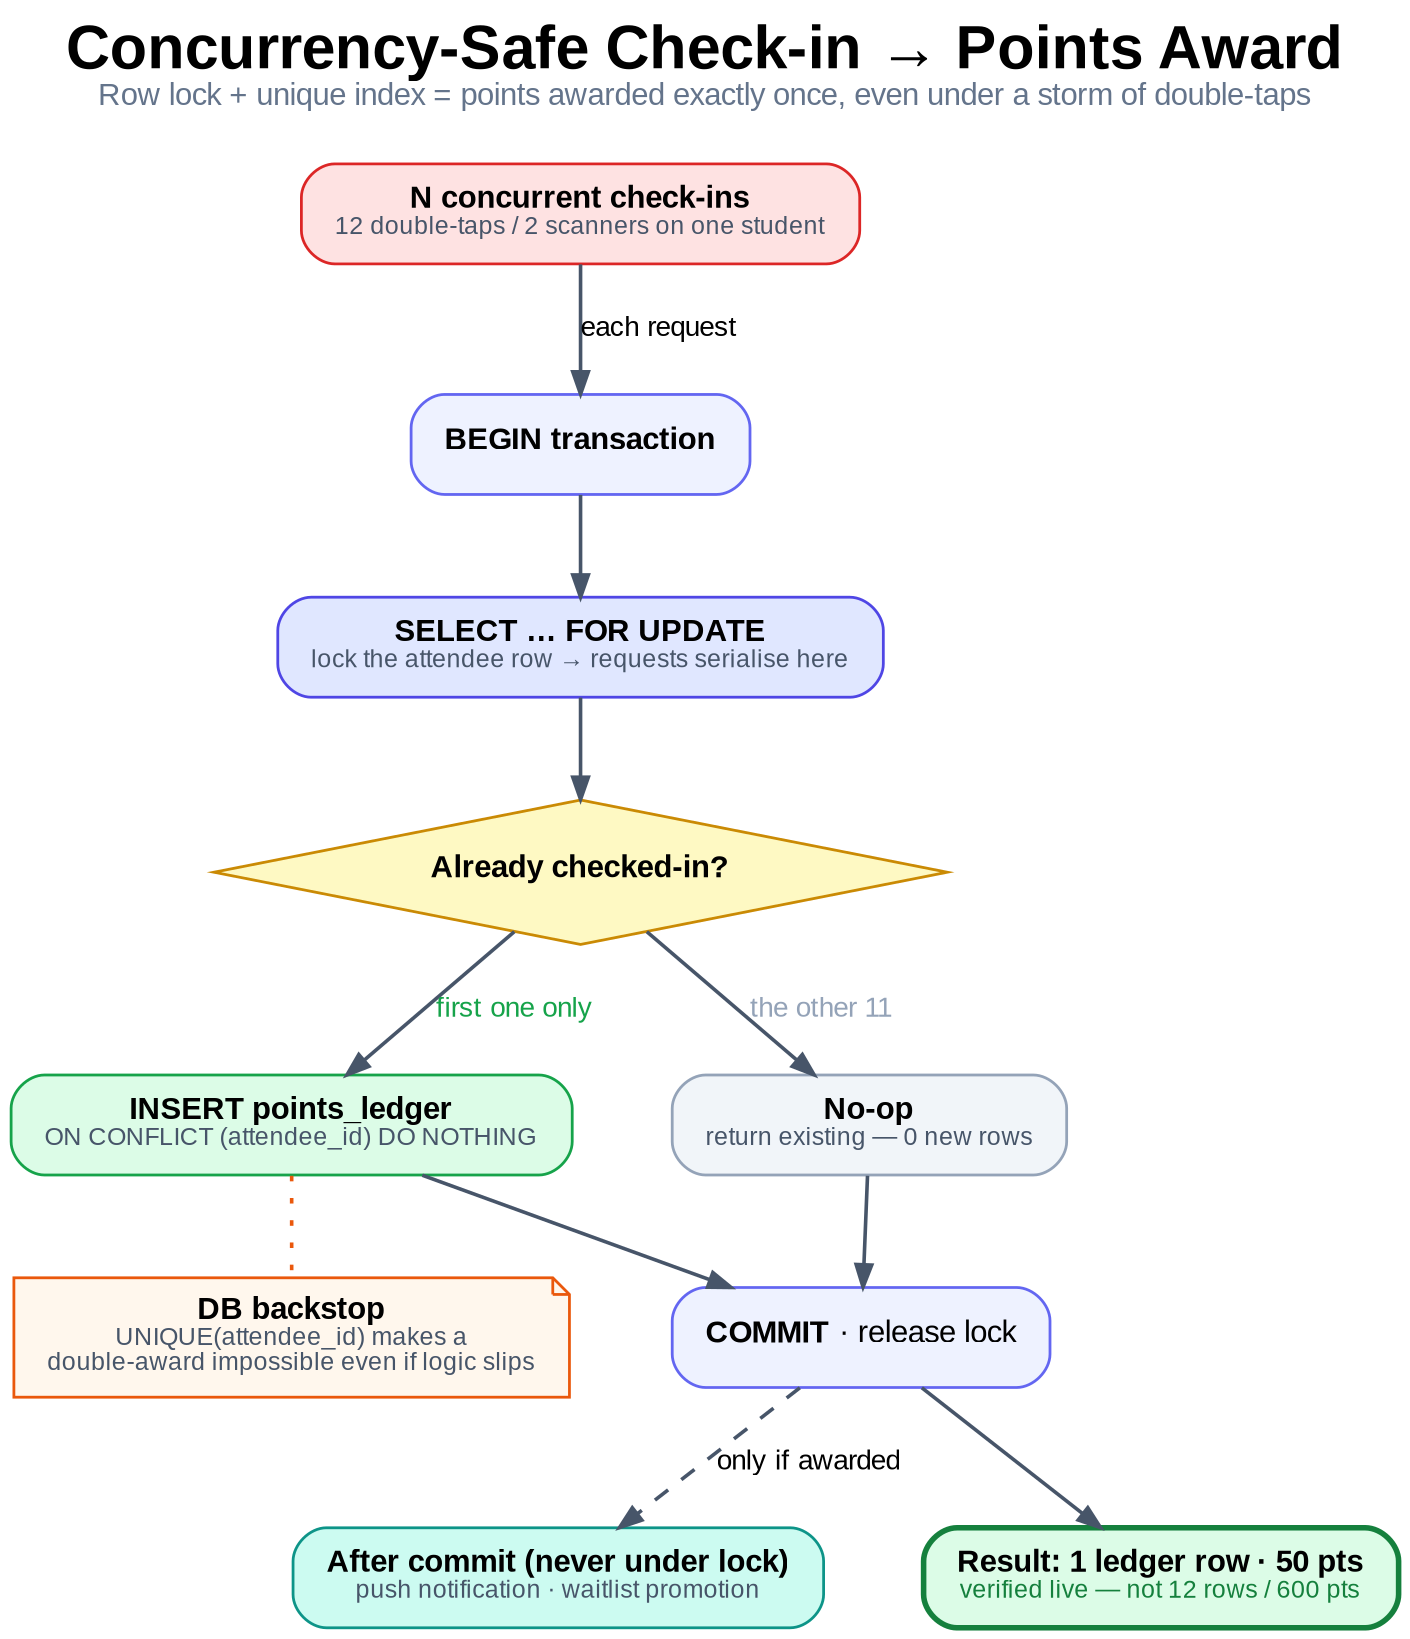 Concurrency-Safe Check-in → Points Award
Row lock + unique index = points awarded exactly once, even under a storm of double-taps
N concurrent check-ins
12 double-taps / 2 scanners on one student
each request
BEGIN transaction
SELECT … FOR UPDATE
lock the attendee row → requests serialise here
Already checked-in?
first one only
the other 11
INSERT points_ledger
ON CONFLICT (attendee_id) DO NOTHING
No-op
return existing — 0 new rows
DB backstop
UNIQUE(attendee_id) makes a
double-award impossible even if logic slips
COMMIT · release lock
only if awarded
After commit (never under lock)
push notification · waitlist promotion
Result: 1 ledger row · 50 pts
verified live — not 12 rows / 600 pts